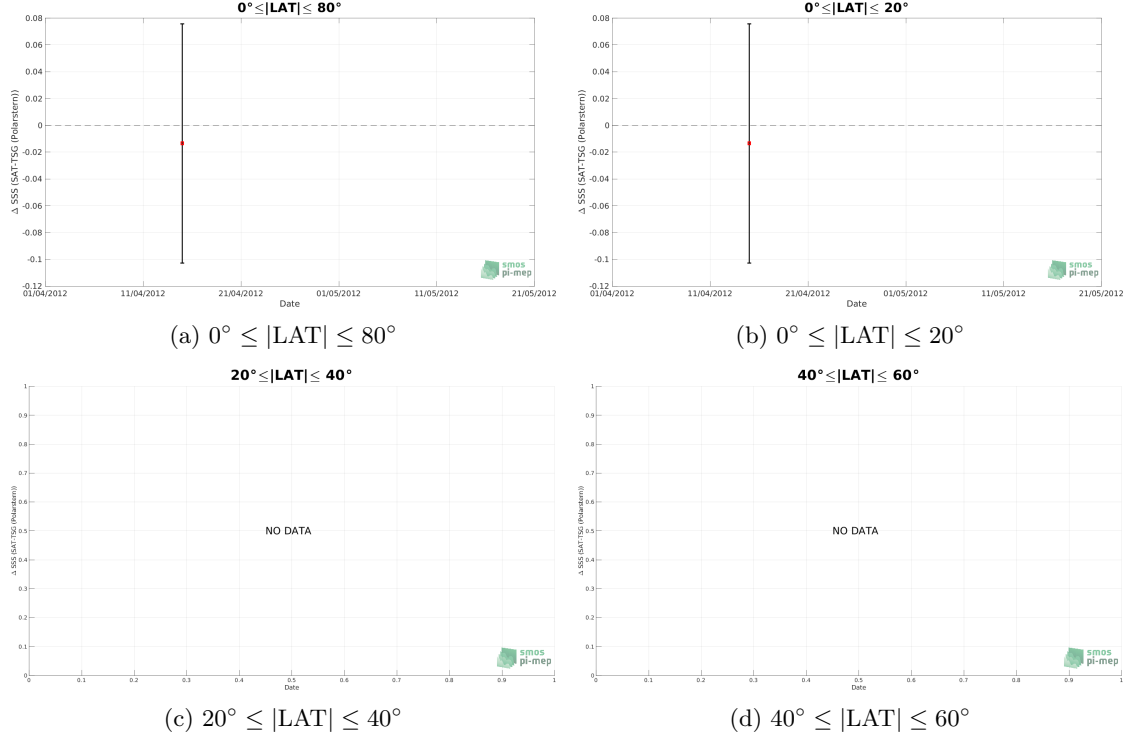 0°≤|LAT|≤ 80°
0.08
0.06
0.04
0.02
0
-0.02
-0.04
-0.06
-0.08
-0.1
-0.12
Δ SSS (SAT-TSG (Polarstern))
smos
pi-mep
01/04/2012 11/04/2012 21/04/2012 01/05/2012 11/05/2012 21/05/2012
Date
(a) 0° ≤ |LAT| ≤ 80°
0°≤|LAT|≤ 20°
0.08
0.06
0.04
0.02
0
-0.02
-0.04
-0.06
-0.08
-0.1
-0.12
Δ SSS (SAT-TSG (Polarstern))
smos
pi-mep
01/04/2012 11/04/2012 21/04/2012 01/05/2012 11/05/2012 21/05/2012
Date
(b) 0° ≤ |LAT| ≤ 20°
20°≤|LAT|≤ 40°
1
0.9
0.8
0.7
0.6
0.5
0.4
0.3
0.2
0.1
0
Δ SSS (SAT-TSG (Polarstern))
NO DATA
smos
pi-mep
0 0.1 0.2 0.3 0.4 0.5 0.6 0.7 0.8 0.9 1
Date
(c) 20° ≤ |LAT| ≤ 40°
40°≤|LAT|≤ 60°
1
0.9
0.8
0.7
0.6
0.5
0.4
0.3
0.2
0.1
0
Δ SSS (SAT-TSG (Polarstern))
NO DATA
smos
pi-mep
0 0.1 0.2 0.3 0.4 0.5 0.6 0.7 0.8 0.9 1
Date
(d) 40° ≤ |LAT| ≤ 60°